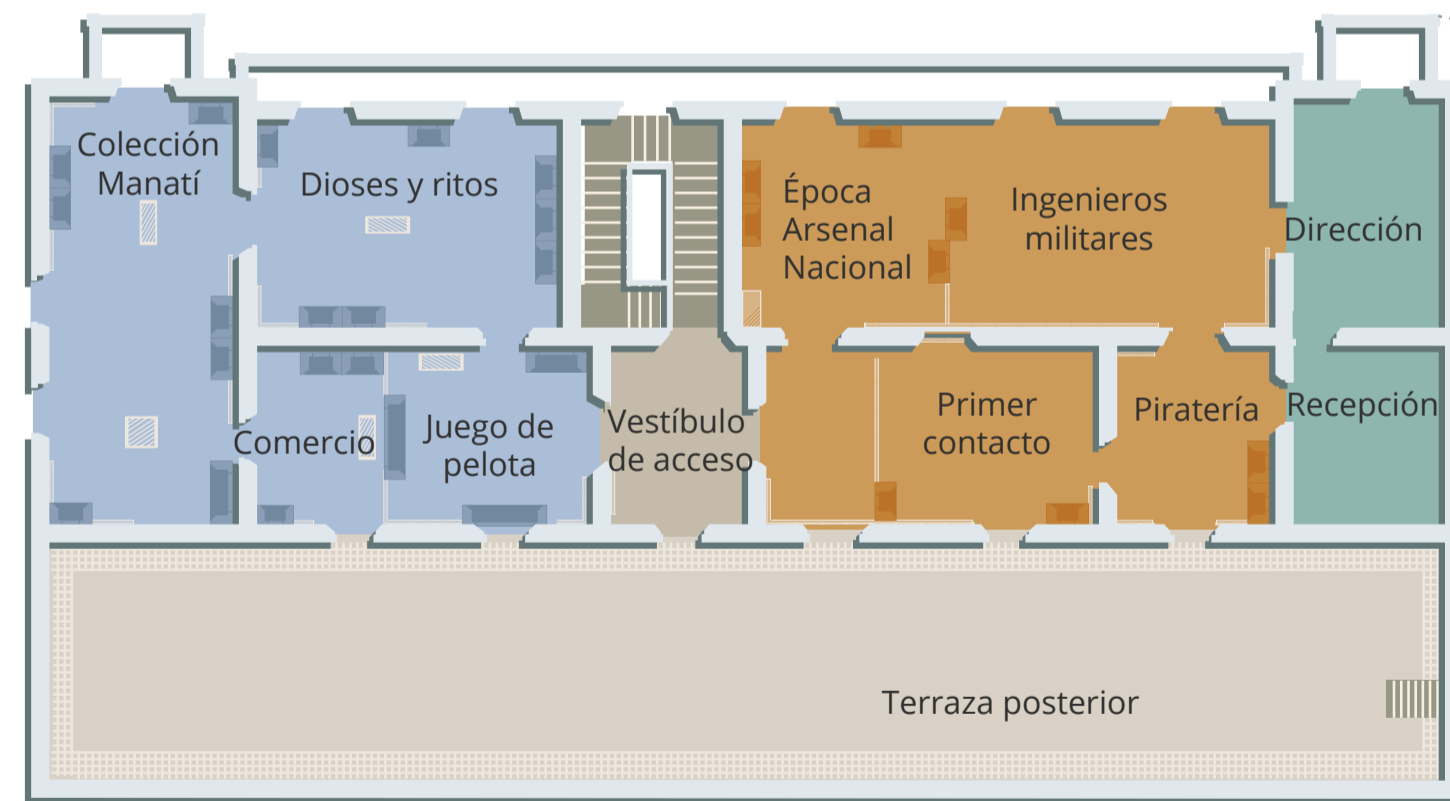 Colección
Manatí
Dioses y ritos
Época
Arsenal
Nacional
Ingenieros
militares
Dirección
Comercio
Juego de
pelota
Vestíbulo
de acceso
Primer
contacto
Piratería
Recepción
Terraza posterior